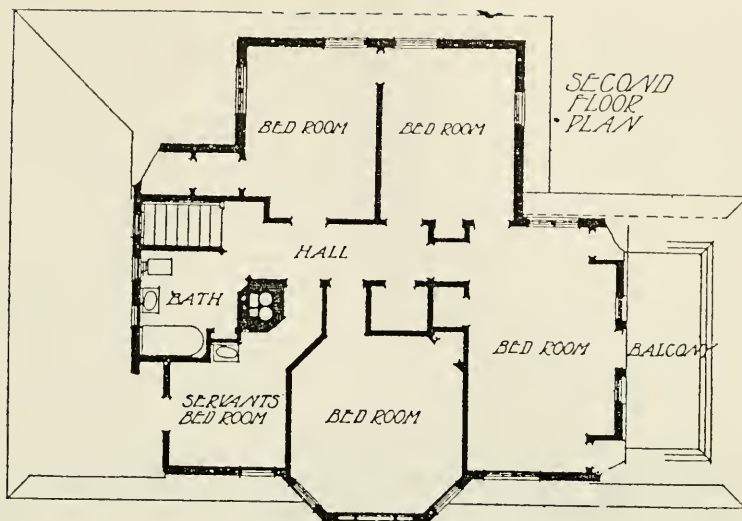 SECOND
FLOOR
PLAN
BED ROOM
BED ROOM
HALL
BATH
BED ROOM
BALCONY
SERVANTS'
BED ROOM
BED ROOM